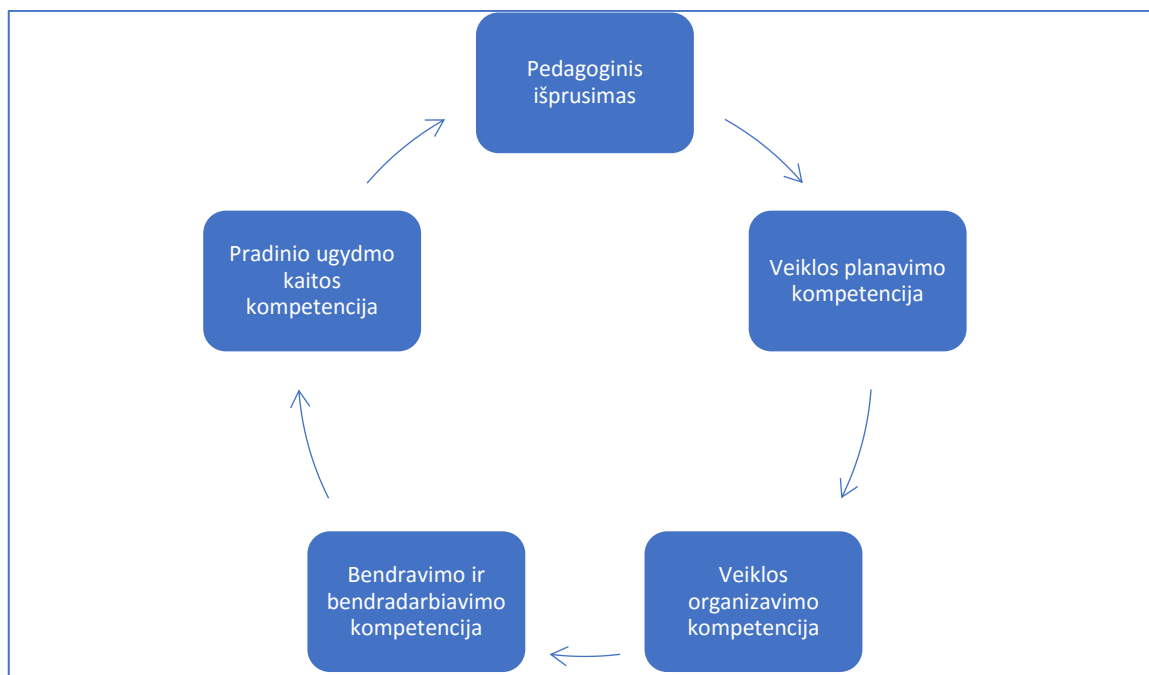 Pedagoginis
išprusimas
Veiklos planavimo
kompetencija
Veiklos
organizavimo
kompetencija
Bendravimo ir
bendradarbiavimo
kompetencija
Pradinio ugydmo
kaitos
kompetencija